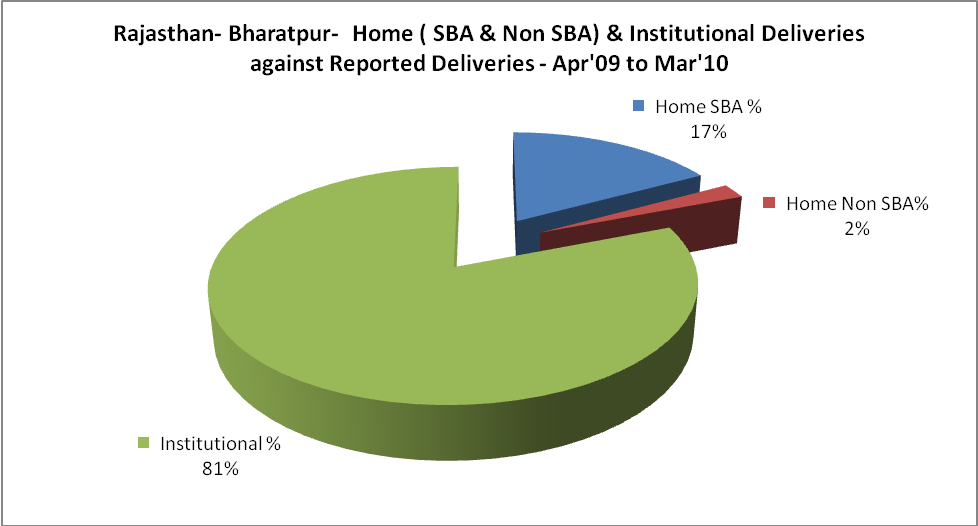 Rajasthan- Bharatpur-  Home ( SBA & Non SBA) & Institutional Deliveries
against Reported Deliveries - Apr'09 to Mar'10
Home SBA %
17%
Home Non SBA%
2%
Institutional %
81%